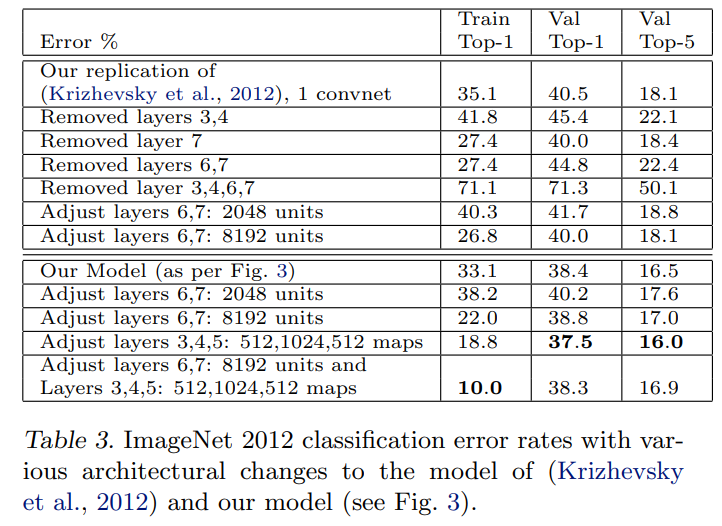 Error % Train Top-1 Val Top-1 Val Top-5
Our replication of
(Krizhevsky et al., 2012), 1 convnet 35.1 40.5 18.1
Removed layers 3,4 41.8 45.4 22.1
Removed layer 7 27.4 40.0 18.4
Removed layers 6,7 27.4 44.8 22.4
Removed layer 3,4,6,7 71.1 71.3 50.1
Adjust layers 6,7: 2048 units 40.3 41.7 18.8
Adjust layers 6,7: 8192 units 26.8 40.0 18.1
Our Model (as per Fig. 3) 33.1 38.4 16.5
Adjust layers 6,7: 2048 units 38.2 40.2 17.6
Adjust layers 6,7: 8192 units 22.0 38.8 17.0
Adjust layers 3,4,5: 512,1024,512 maps 18.8 37.5 16.0
Adjust layers 6,7: 8192 units and
Layers 3,4,5: 512,1024,512 maps 10.0 38.3 16.9
Table 3. ImageNet 2012 classification error rates with var-
ious architectural changes to the model of (Krizhevsky
et al., 2012) and our model (see Fig. 3).